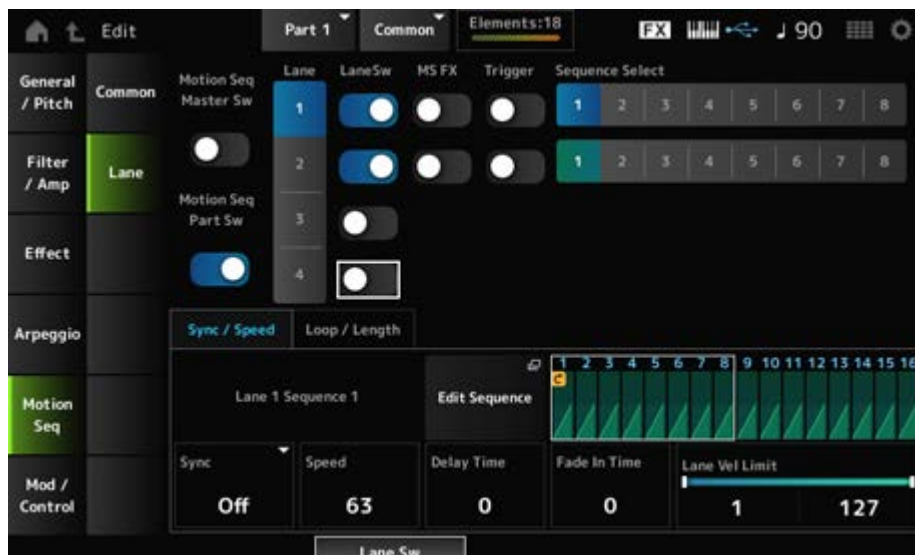 Edit
Part 1
Common
Elements:18
FX
♩ 90
General
/ Pitch
Filter
/ Amp
Effect
Arpeggio
Motion
Seq
Mod /
Control
Common
Lane
Motion Seq
Master Sw
Motion Seq
Part Sw
Lane LaneSw MS FX Trigger Sequence Select
1 1 2 3 4 5 6 7 8
2 1 2 3 4 5 6 7 8
3
4
Sync / Speed Loop / Length
Lane 1 Sequence 1
Edit Sequence
1 2 3 4 5 6 7 8 9 10 11 12 13 14 15 16
Sync Speed Delay Time Fade In Time Lane Vel Limit
Off 63 0 0 1 127
Lane Sw